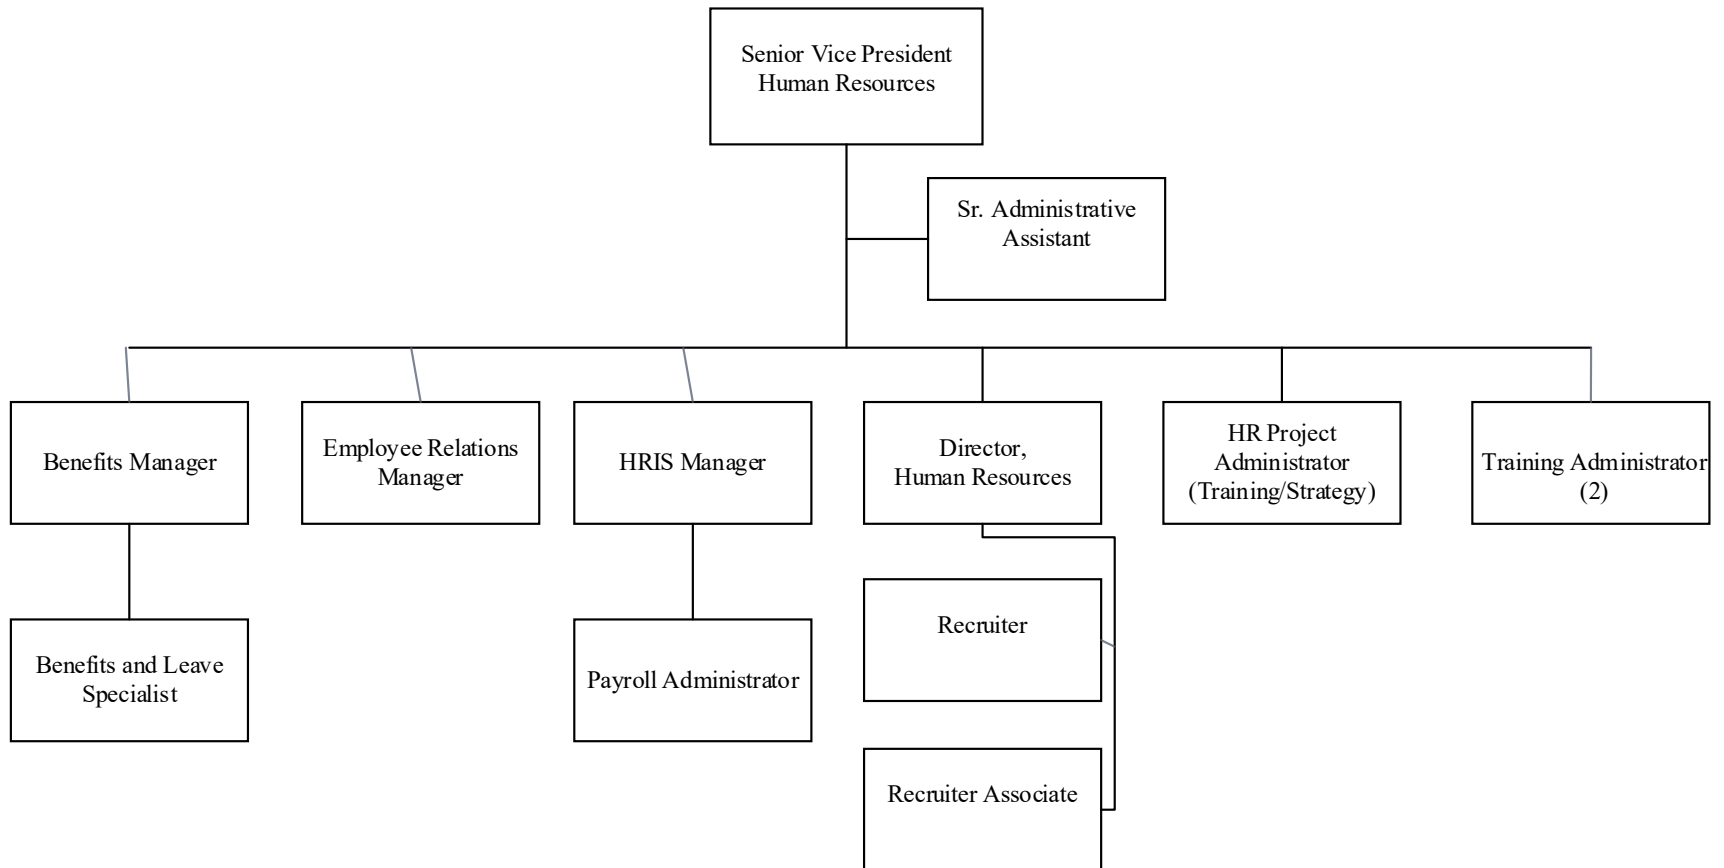 Senior Vice President
Human Resources
Sr. Administrative
Assistant
Benefits Manager
Employee Relations
Manager
HRIS Manager
Director,
Human Resources
HR Project
Administrator
(Training/Strategy)
Training Administrator
(2)
Benefits and Leave
Specialist
Payroll Administrator
Recruiter
Recruiter Associate